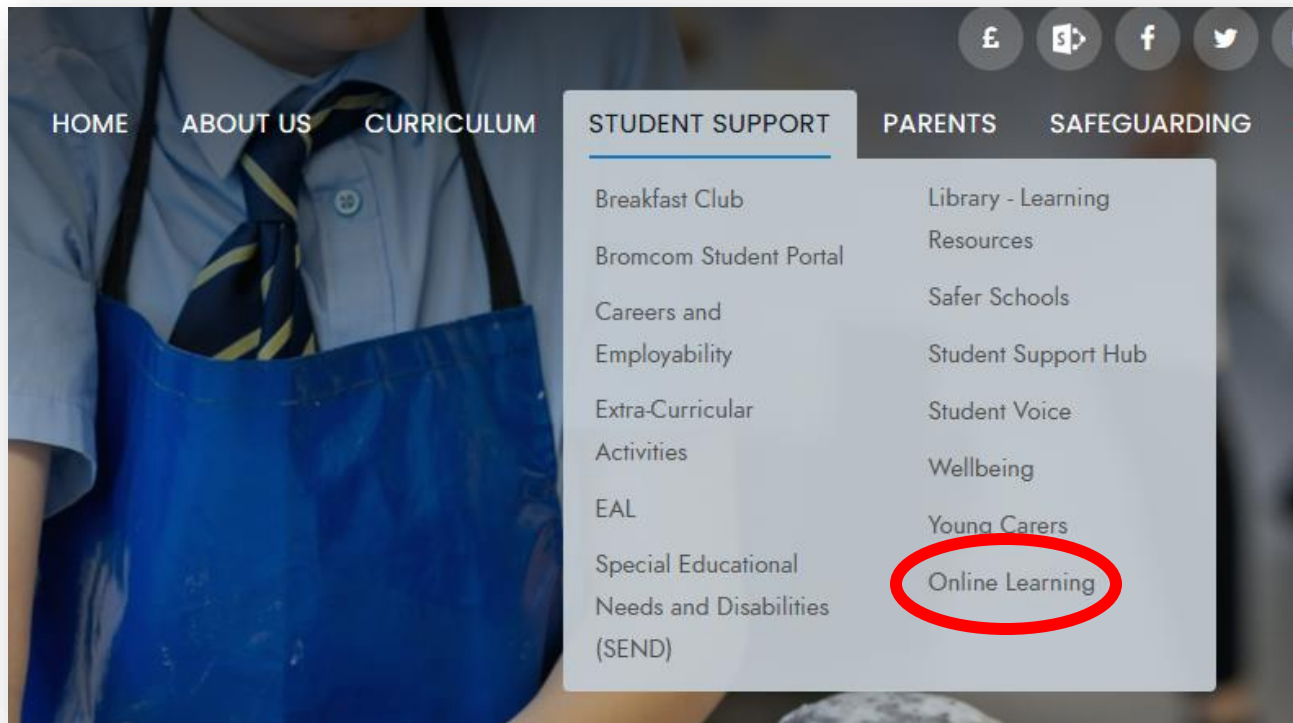 £
S
f
HOME ABOUT US CURRICULUM STUDENT SUPPORT PARENTS SAFEGUARDING
Breakfast Club
Bromcom Student Portal
Careers and
Employability
Extra-Curricular
Activities
EAL
Special Educational
Needs and Disabilities
(SEND)
Library - Learning
Resources
Safer Schools
Student Support Hub
Student Voice
Wellbeing
Young Carers
Online Learning